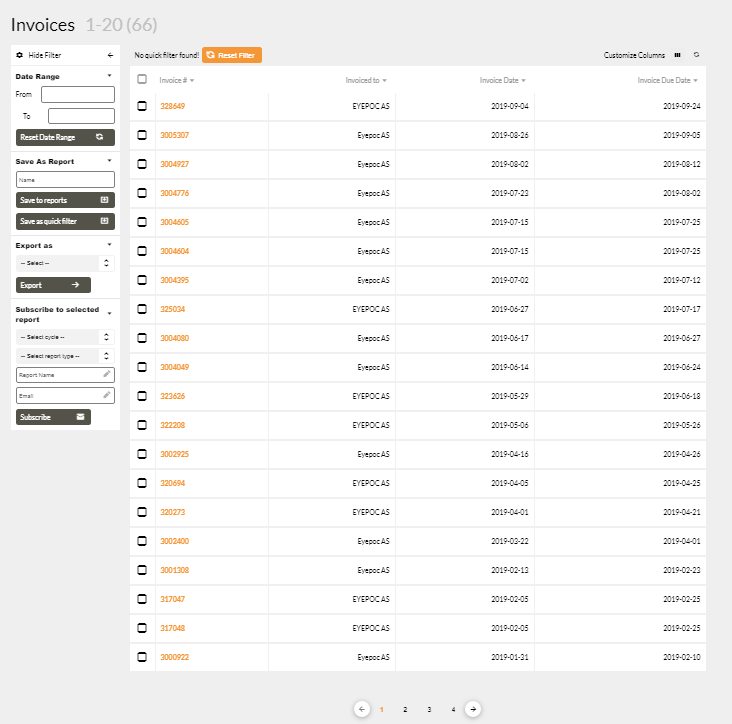 Invoices 1-20 (66)
Hide Filter
Date Range
From
To
Reset Date Range
Save As Report
Name
Save to reports
Save as quick filter
Export as
-- Select --
Export
Subscribe to selected
report
-- Select cycle --
-- Select report type --
Report Name
Email
Subscribe
No quick filter found! Reset Filter Customize Columns
Invoice # Invoiced to Invoice Date Invoice Due Date
328649 EYEPOC AS 2019-09-04 2019-09-24
3005307 Eyepoc AS 2019-08-26 2019-09-05
3004927 Eyepoc AS 2019-08-02 2019-08-12
3004776 Eyepoc AS 2019-07-23 2019-08-02
3004605 Eyepoc AS 2019-07-15 2019-07-25
3004604 Eyepoc AS 2019-07-15 2019-07-25
3004395 Eyepoc AS 2019-07-02 2019-07-12
325034 EYEPOC AS 2019-06-27 2019-07-17
3004080 Eyepoc AS 2019-06-17 2019-06-27
3004049 Eyepoc AS 2019-06-14 2019-06-24
323626 EYEPOC AS 2019-05-29 2019-06-18
322208 EYEPOC AS 2019-05-06 2019-05-26
3002925 Eyepoc AS 2019-04-16 2019-04-26
320694 EYEPOC AS 2019-04-05 2019-04-25
320273 EYEPOC AS 2019-04-01 2019-04-21
3002400 Eyepoc AS 2019-03-22 2019-04-01
3001308 Eyepoc AS 2019-02-13 2019-02-23
317047 EYEPOC AS 2019-02-05 2019-02-25
317048 EYEPOC AS 2019-02-05 2019-02-25
3000922 Eyepoc AS 2019-01-31 2019-02-10
1 2 3 4